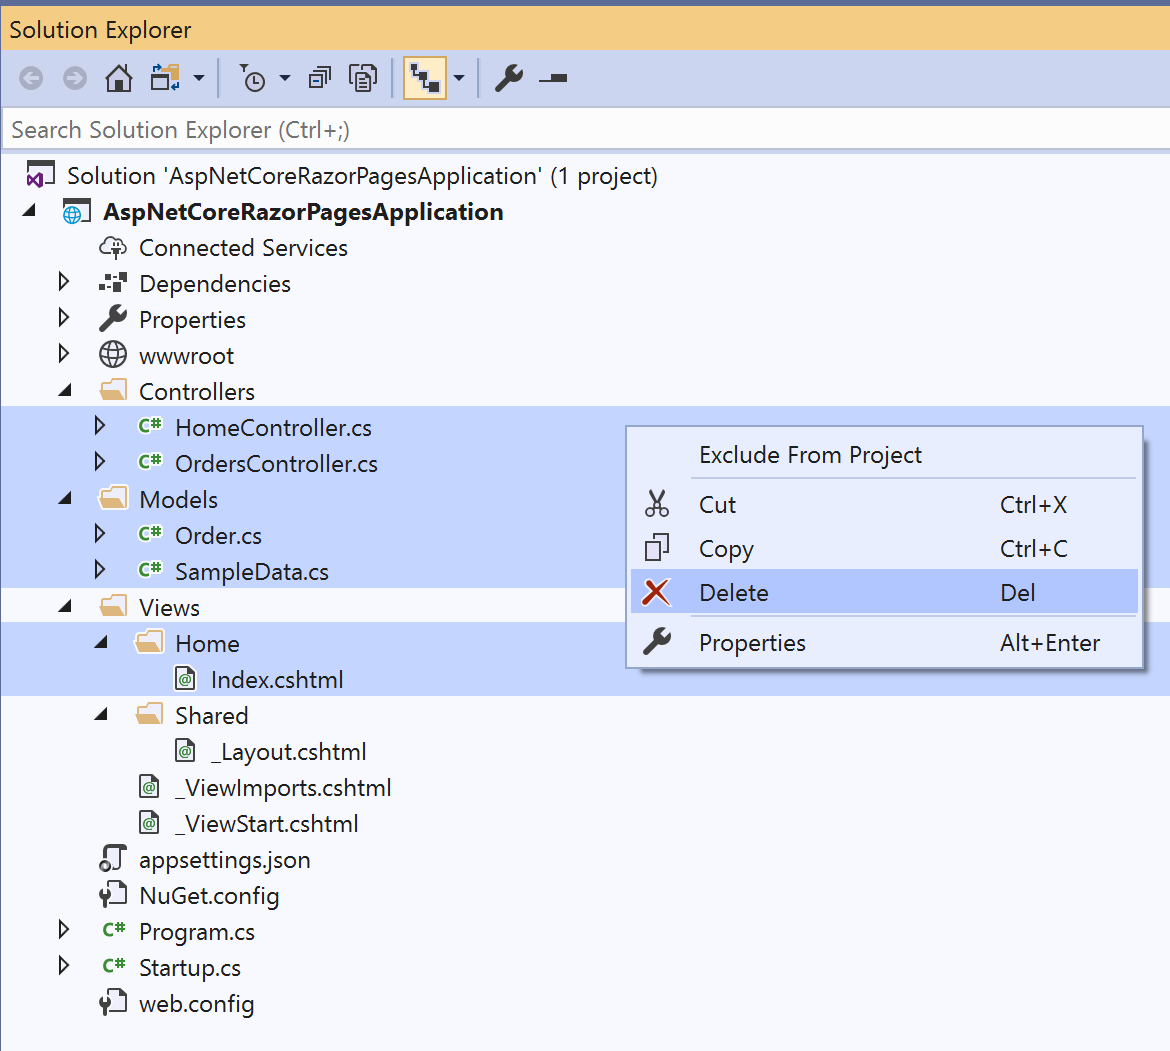 Solution Explorer
Search Solution Explorer (Ctrl+;)
Solution 'AspNetCoreRazorPagesApplication' (1 project)
AspNetCoreRazorPagesApplication
Connected Services
Dependencies
Properties
wwwroot
Controllers
C# HomeController.cs
C# OrdersController.cs
Models
C# Order.cs
C# SampleData.cs
Views
Home
@ Index.cshtml
Shared
@ _Layout.cshtml
@ _ViewImports.cshtml
@ _ViewStart.cshtml
appsettings.json
NuGet.config
C# Program.cs
C# Startup.cs
web.config
Exclude From Project
Cut Ctrl+X
Copy Ctrl+C
Delete Del
Properties Alt+Enter